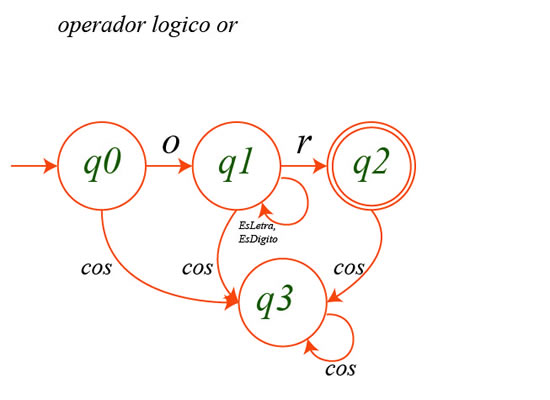 operador logico or
o
r
q0
q1
q2
EsLetra,
EsDigito
cos
cos
cos
q3
cos